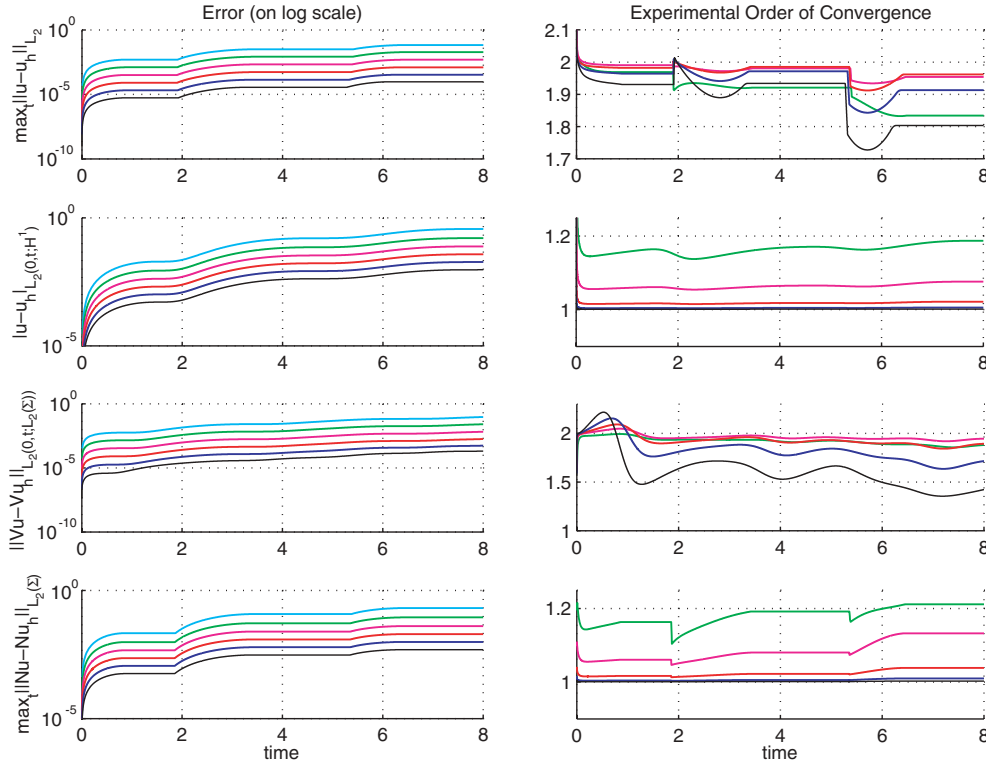 Error (on log scale)
Experimental Order of Convergence
max_t||u−u_h||_{L_2}
10^0
10^{-5}
10^{-10}
0 2 4 6 8
2.1
2
1.9
1.8
1.7
0 2 4 6 8
|u−u_h|_{L_2(0,t;H^1)}
10^0
10^{-5}
0 2 4 6 8
1.2
1
0 2 4 6 8
||Vu−Vu_h||_{L_2(0,t;L_2(Σ))}
10^0
10^{-5}
10^{-10}
0 2 4 6 8
2
1.5
1
0 2 4 6 8
max_t||Nu−Nu_h||_{L_2(Σ)}
10^0
10^{-5}
0 2 4 6 8
time
1.2
1
0 2 4 6 8
time